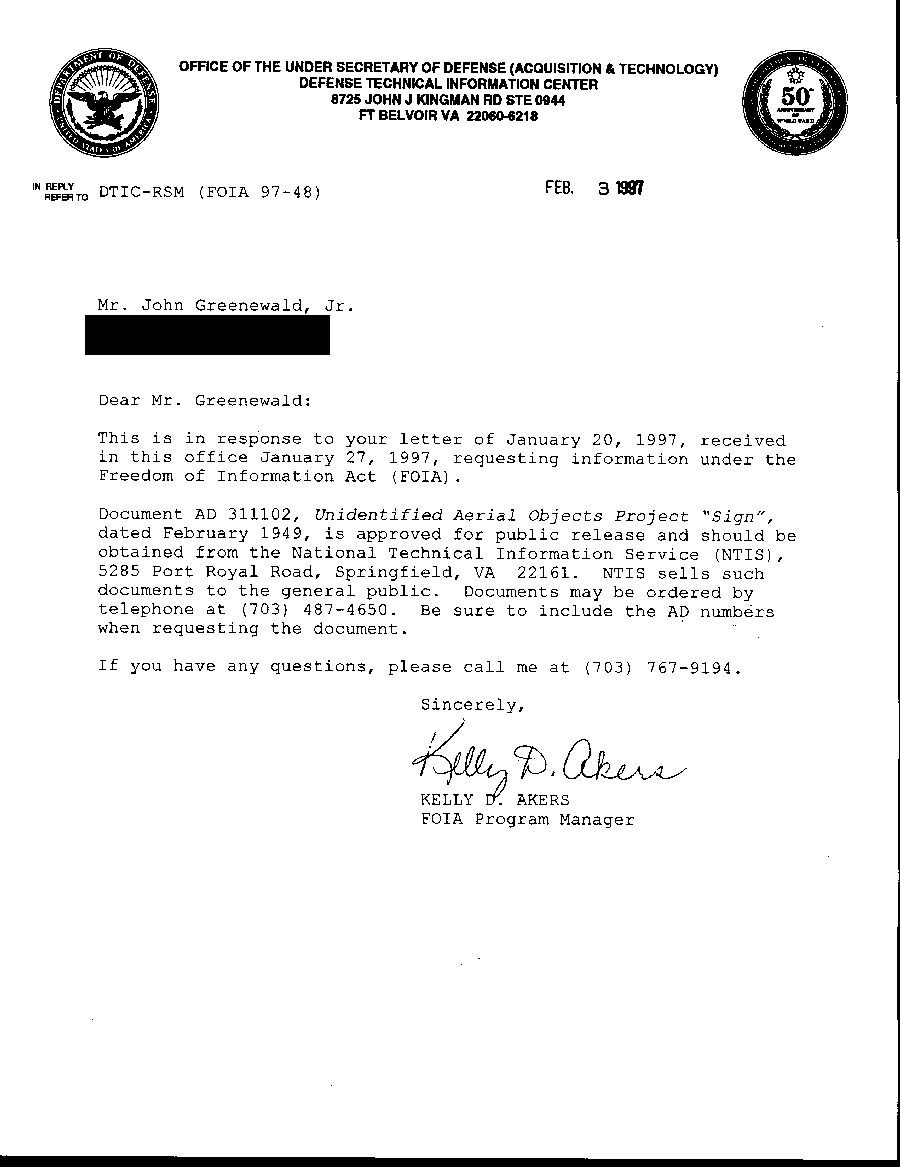 DEPARTMENT OF DEFENSE
UNITED STATES OF AMERICA
OFFICE OF THE UNDER SECRETARY OF DEFENSE (ACQUISITION & TECHNOLOGY)
DEFENSE TECHNICAL INFORMATION CENTER
8725 JOHN J KINGMAN RD STE 0944
FT BELVOIR VA 22060-6218
50
ANNIVERSARY
OF
WORLD WAR II
IN REPLY
REFER TO DTIC-RSM (FOIA 97-48)
FEB. 3 1997
Mr. John Greenewald, Jr.
Dear Mr. Greenewald:
This is in response to your letter of January 20, 1997, received
in this office January 27, 1997, requesting information under the
Freedom of Information Act (FOIA).
Document AD 311102, Unidentified Aerial Objects Project "Sign",
dated February 1949, is approved for public release and should be
obtained from the National Technical Information Service (NTIS),
5285 Port Royal Road, Springfield, VA 22161. NTIS sells such
documents to the general public. Documents may be ordered by
telephone at (703) 487-4650. Be sure to include the AD numbers
when requesting the document.
If you have any questions, please call me at (703) 767-9194.
Sincerely,
Kelly D. Akers
KELLY D. AKERS
FOIA Program Manager